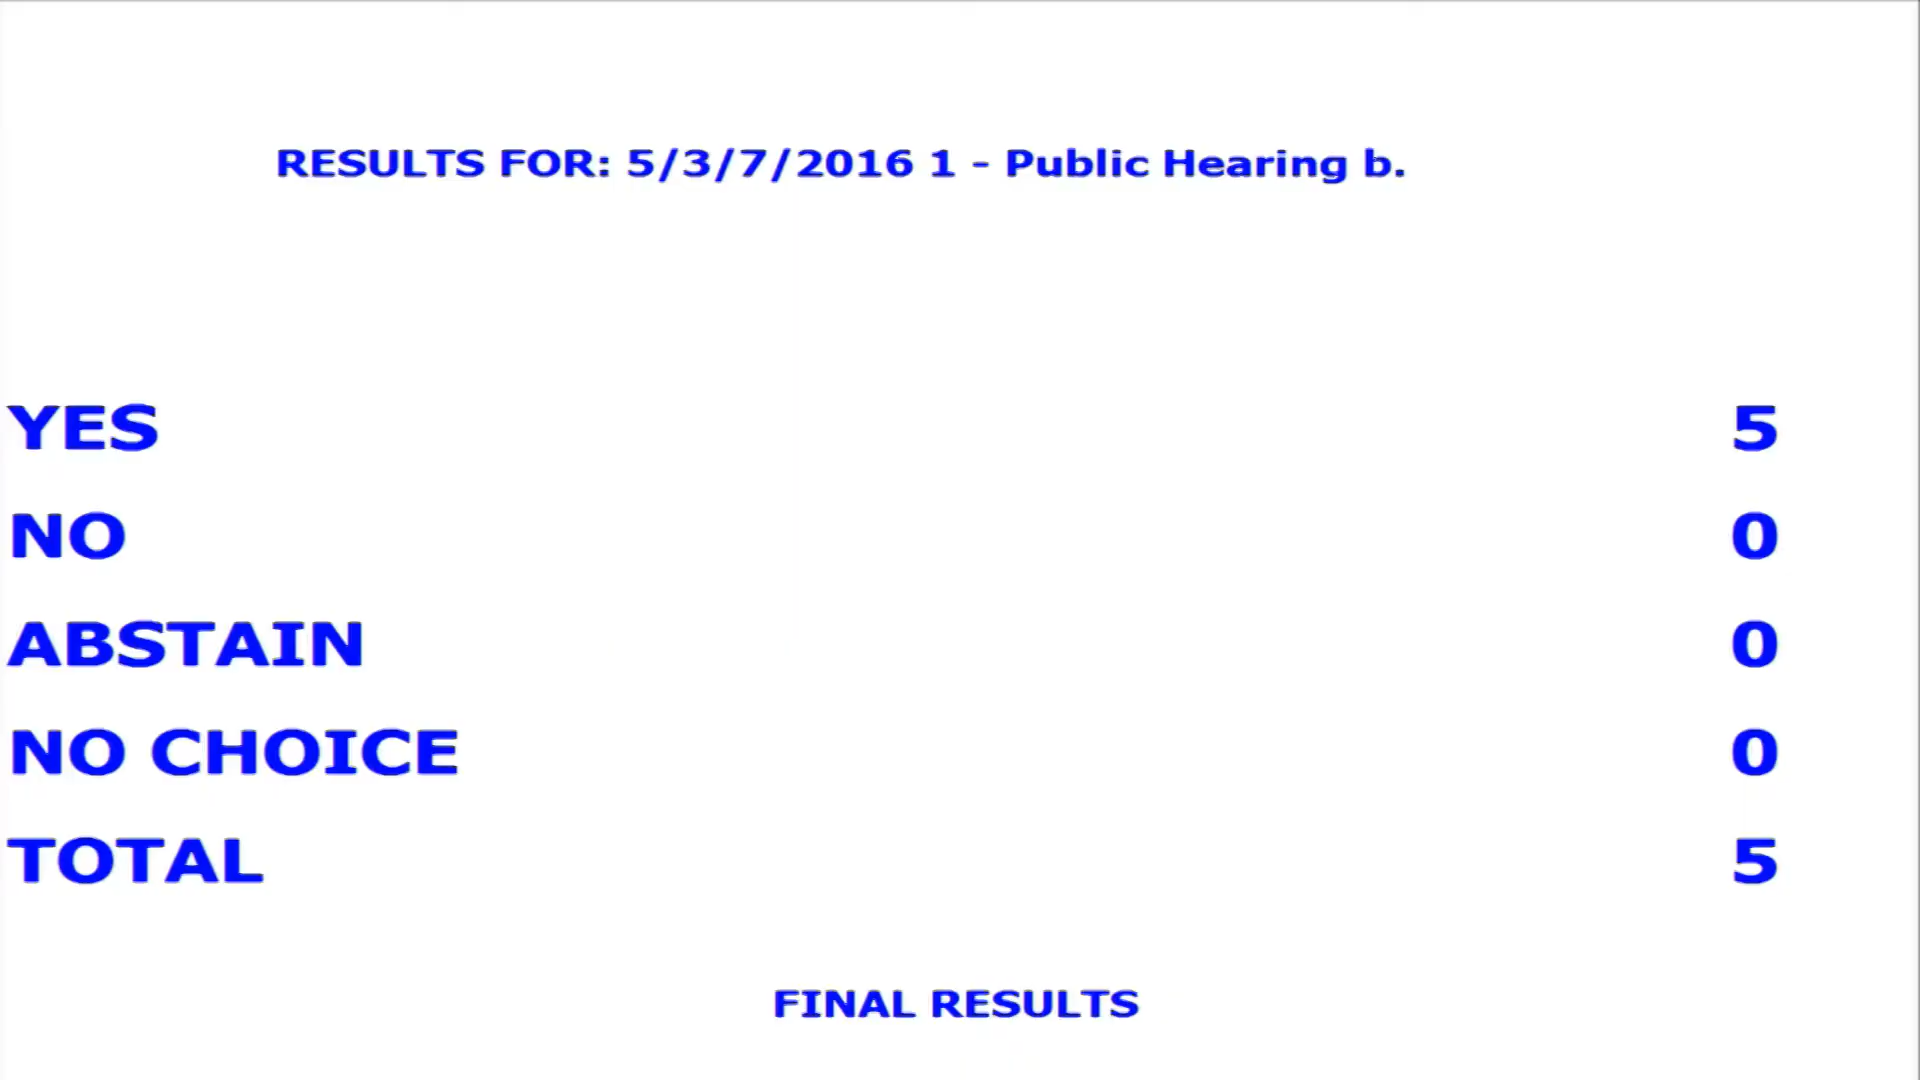 RESULTS FOR: 5/3/7/2016 1 - Public Hearing b.
YES 5
NO 0
ABSTAIN 0
NO CHOICE 0
TOTAL 5
FINAL RESULTS